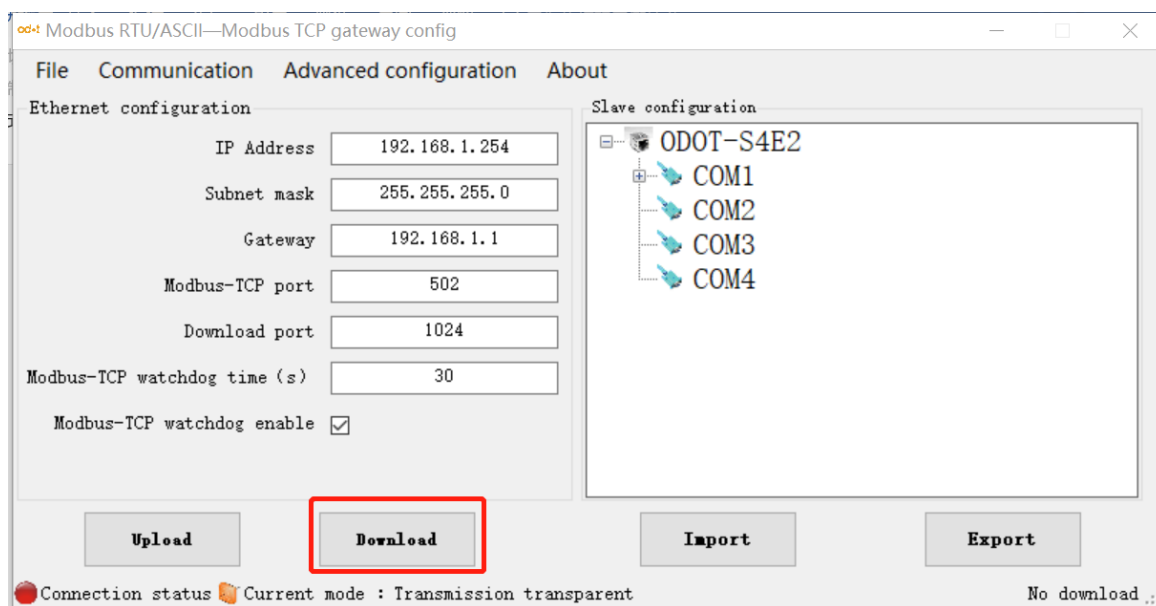 odot Modbus RTU/ASCII—Modbus TCP gateway config
File Communication Advanced configuration About
Ethernet configuration
IP Address 192.168.1.254
Subnet mask 255.255.255.0
Gateway 192.168.1.1
Modbus-TCP port 502
Download port 1024
Modbus-TCP watchdog time(s) 30
Modbus-TCP watchdog enable
Slave configuration
ODOT-S4E2
COM1
COM2
COM3
COM4
Upload Download Import Export
Connection status Current mode : Transmission transparent No download